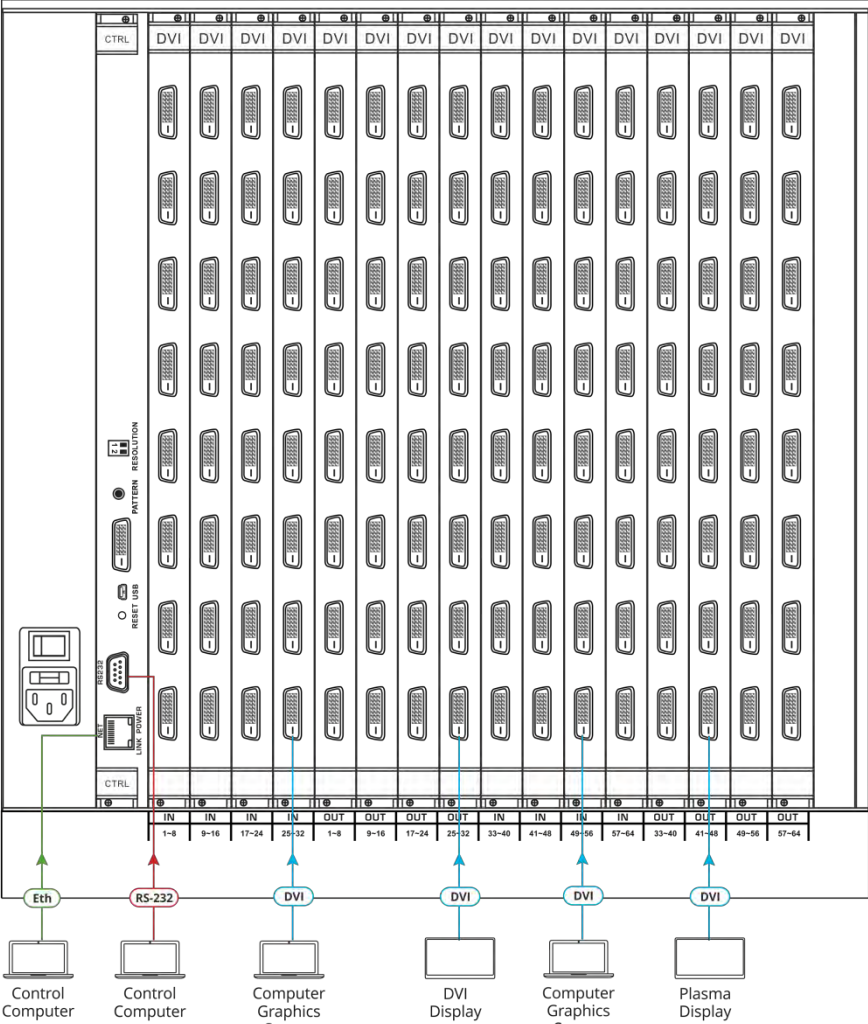 CTRL DVI DVI DVI DVI DVI DVI DVI DVI DVI DVI DVI DVI DVI DVI DVI DVI
1 2
RESOLUTION
PATTERN
USB
RESET
RS232
NET
LINK POWER
CTRL
IN IN IN IN OUT OUT OUT OUT IN IN IN IN OUT OUT OUT OUT
1~8 9~16 17~24 25~32 1~8 9~16 17~24 25~32 33~40 41~48 49~56 57~64 33~40 41~48 49~56 57~64
Eth RS-232 DVI DVI DVI DVI
Control Control Computer DVI Computer Plasma
Computer Computer Graphics Display Graphics Display